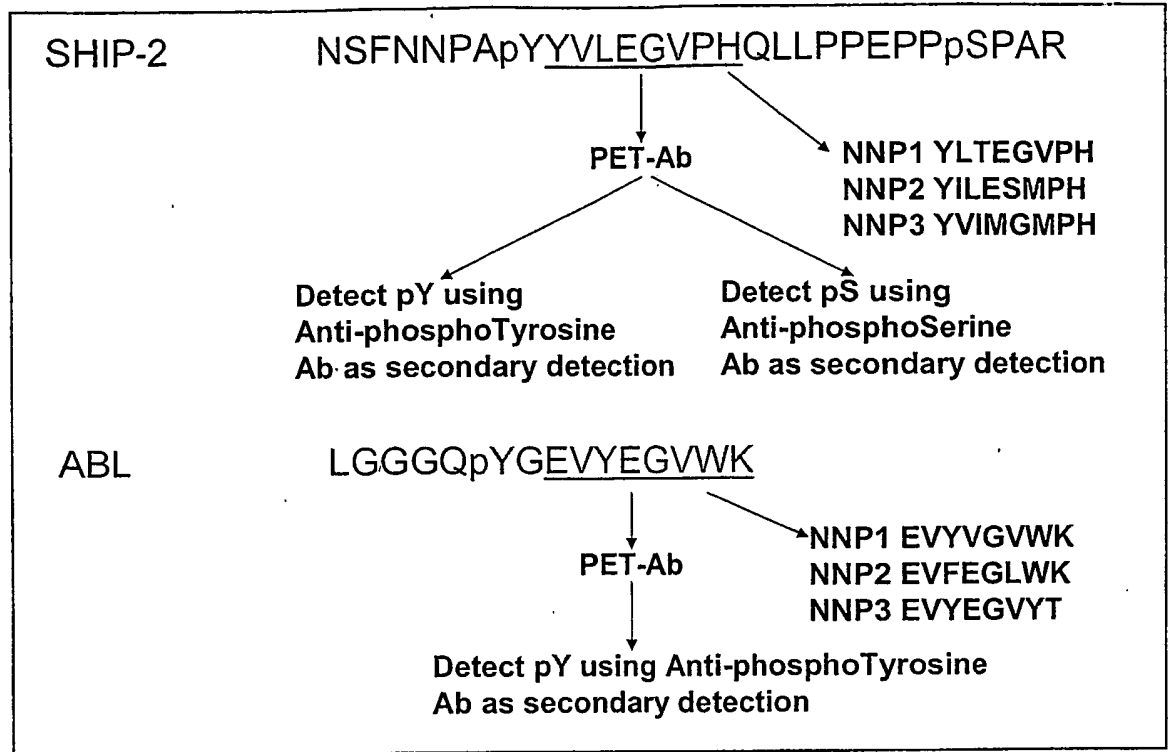 SHIP-2 NSFNNPApYYVLEGVPHQLLPPEPPpSPAR
PET-Ab
NNP1 YLTEGVPH
NNP2 YILESMPH
NNP3 YVIMGMPH
Detect pY using
Anti-phosphoTyrosine
Ab as secondary detection
Detect pS using
Anti-phosphoSerine
Ab as secondary detection
ABL LGGGQpYGEVYEGVWK
PET-Ab
NNP1 EVYVGVWK
NNP2 EVFEGLWK
NNP3 EVYEGVYT
Detect pY using Anti-phosphoTyrosine
Ab as secondary detection